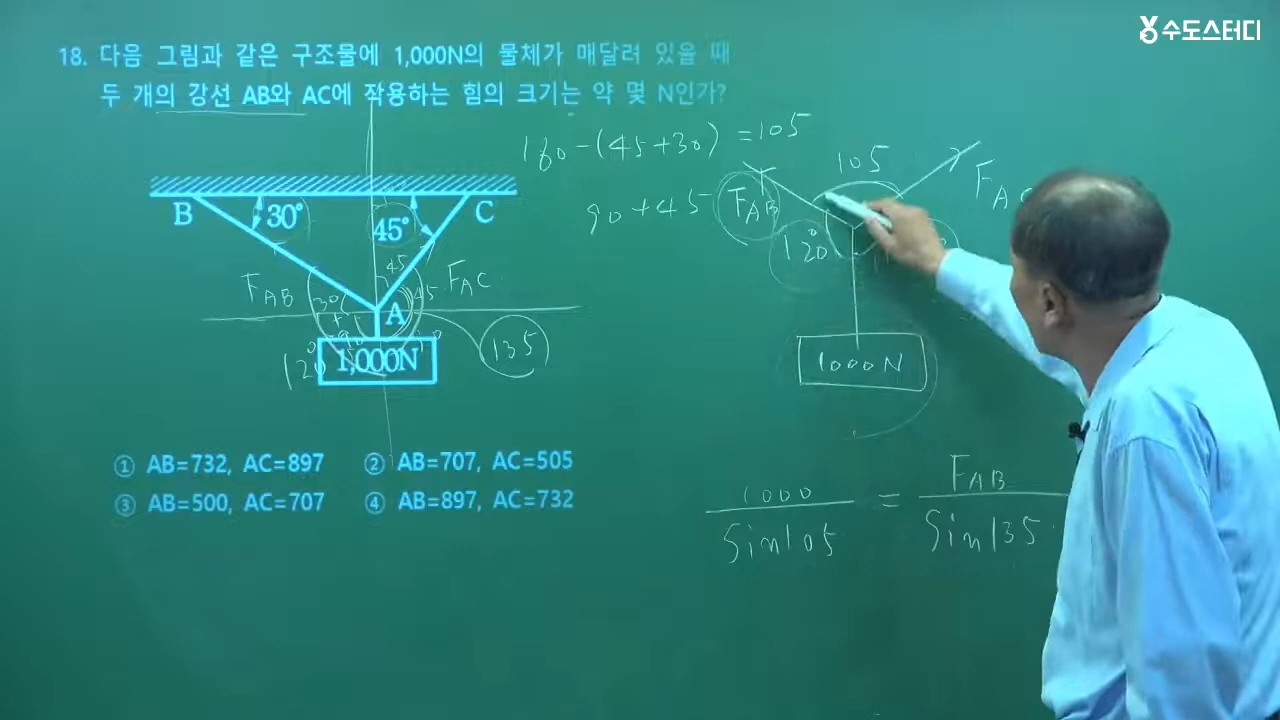 수도스터디
18. 다음 그림과 같은 구조물에 1,000N의 물체가 매달려 있을 때
두 개의 강선 AB와 AC에 작용하는 힘의 크기는 약 몇 N인가?
180-(45+30) =105
90+45
B 30° 45° C
45
F_AB 30 45 F_AC
A
+90
120°
135
1,000N
① AB=732, AC=897 ② AB=707, AC=505
③ AB=500, AC=707 ④ AB=897, AC=732
105
F_AB F_AC
120°
1000N
1000 / Sin105 = F_AB / Sin135